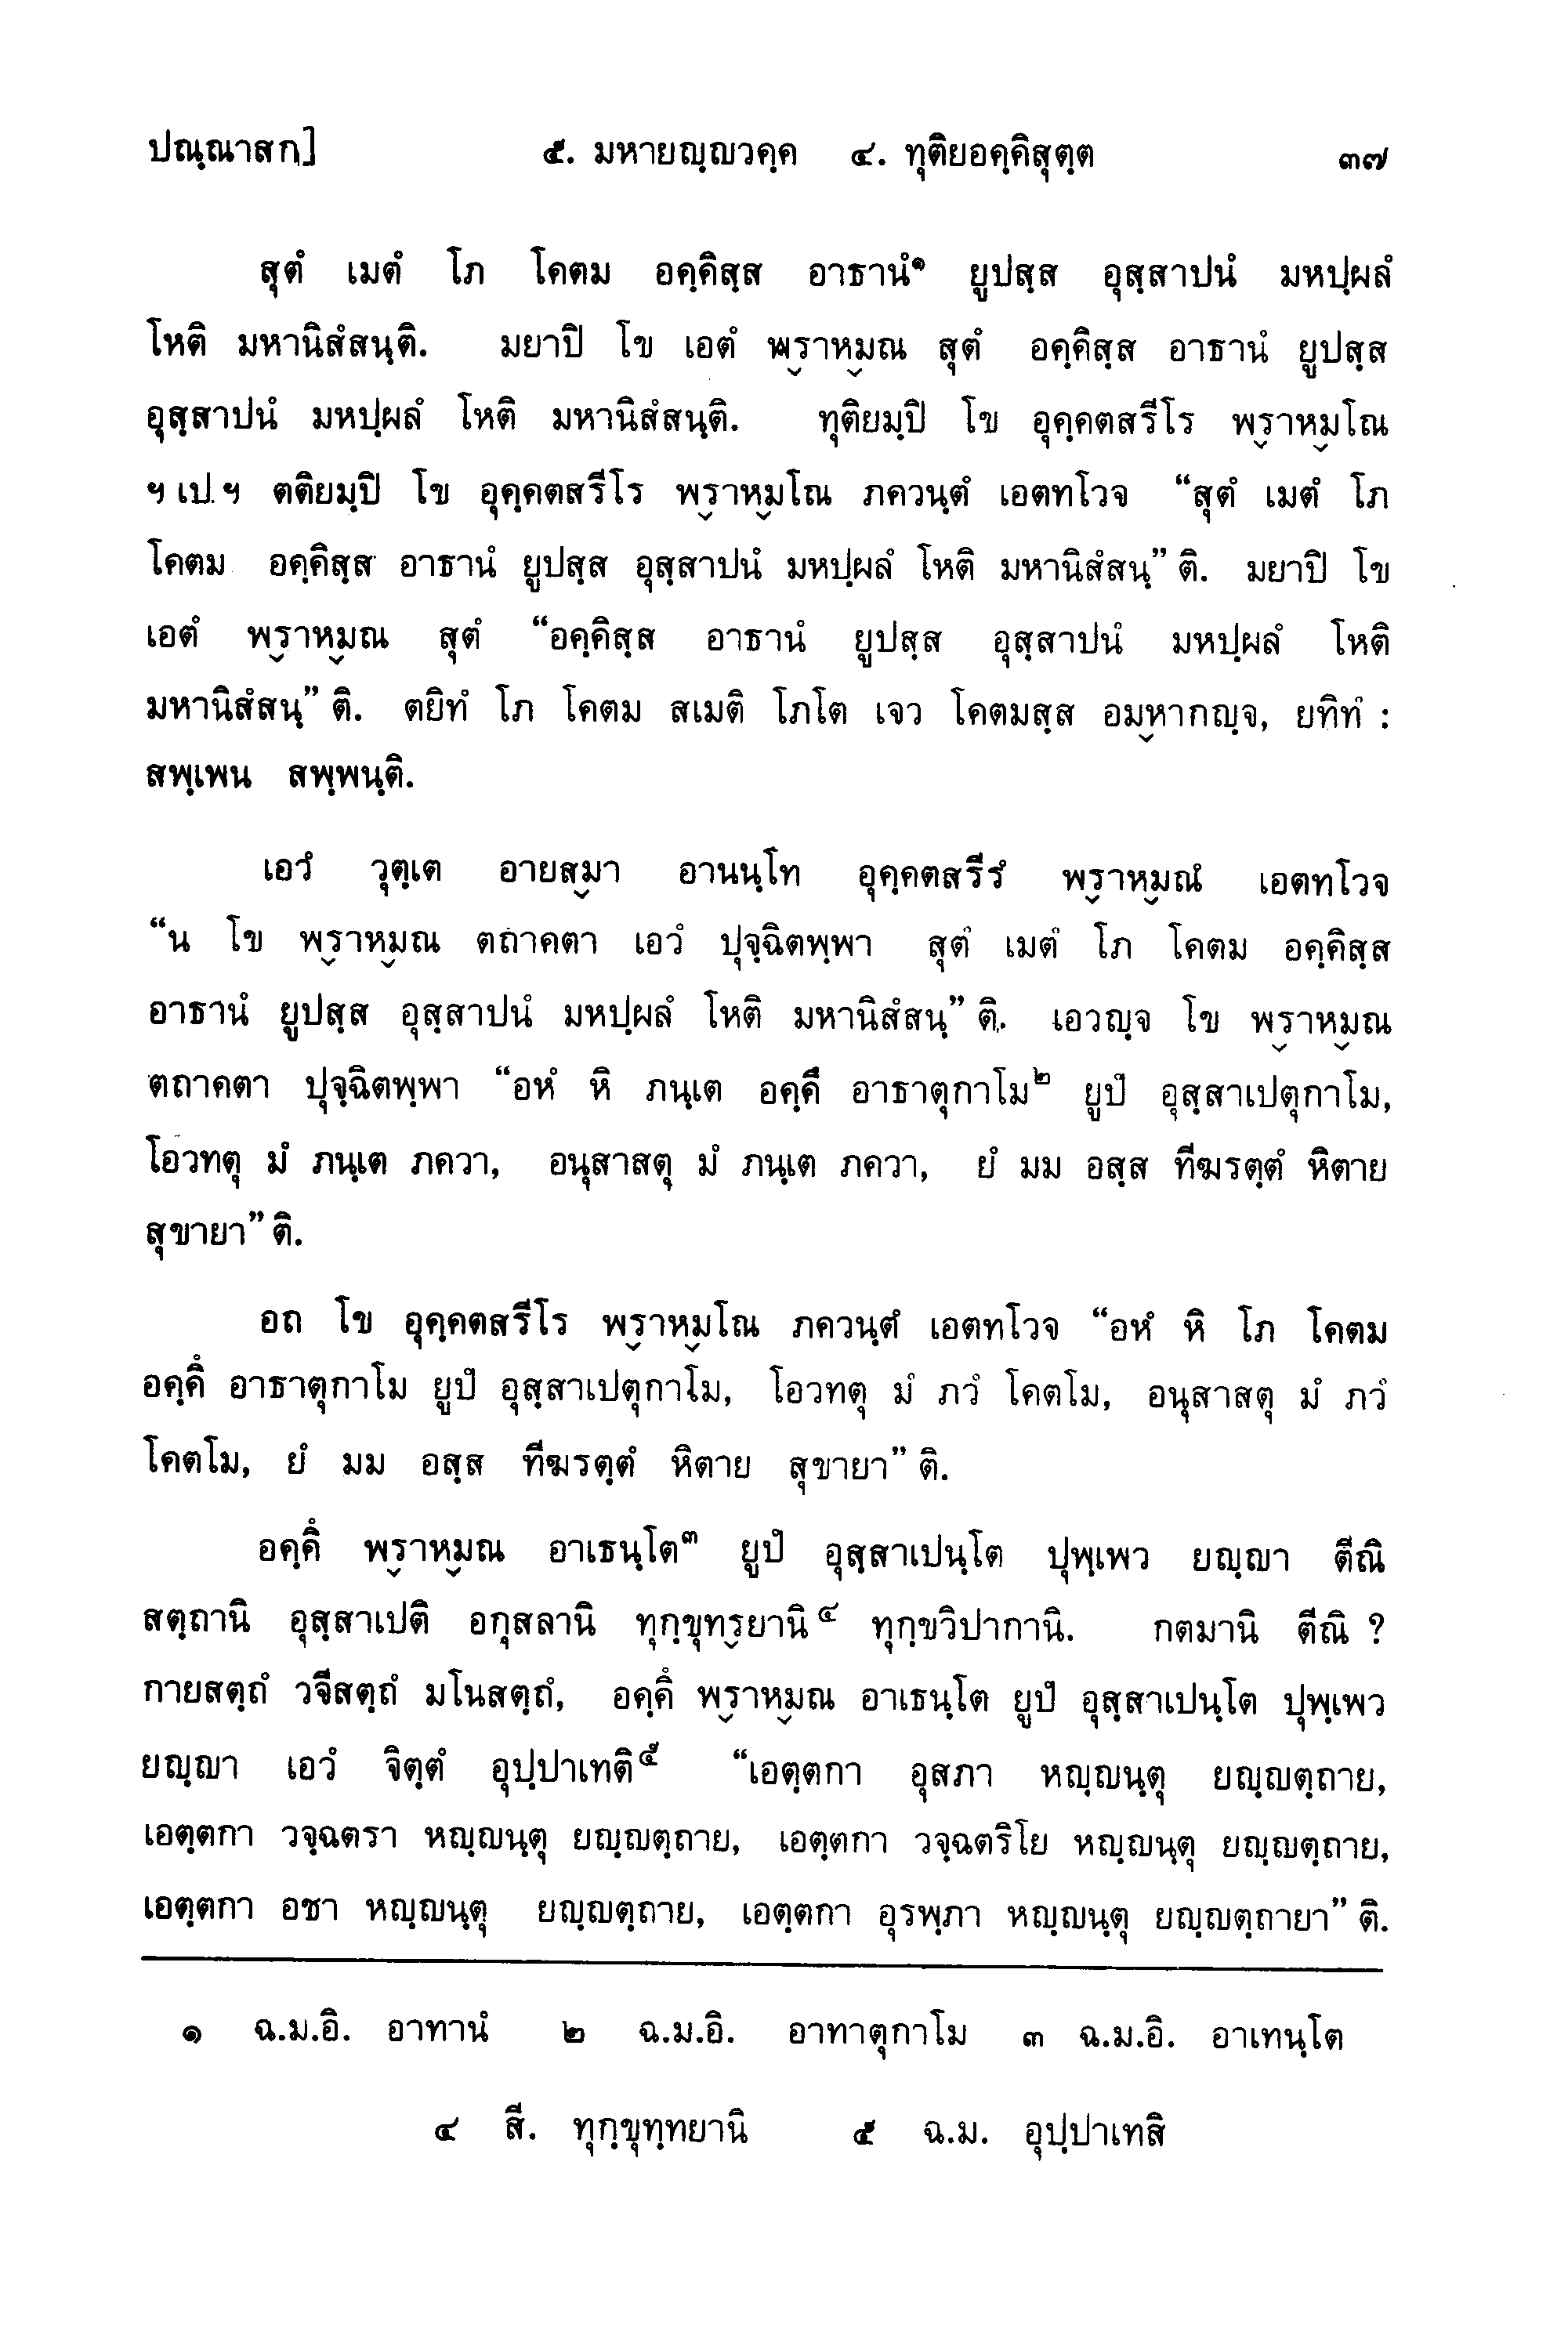 ปณฺณาสก]	๕. มหายญฺญวคฺค ๔. ทุติยอคฺคิสุตฺต	๓๗
สุตํ เมตํ โภ โคตม อคฺคิสฺส อาธานํ๑ ยูปสฺส อุสฺสาปนํ มหปฺผลํ
โหติ มหานิสํสนฺติ. มยาปิ โข เอตํ พฺราหฺมณ สุตํ อคฺคิสฺส อาธานํ ยูปสฺส
อุสฺสาปนํ มหปฺผลํ โหติ มหานิสํสนฺติ. ทุติยมฺปิ โข อุคฺคตสรีโร พฺราหฺมโณ
ฯ เป. ฯ ตติยมฺปิ โข อุคฺคตสรีโร พฺราหฺมโณ ภควนฺตํ เอตทโวจ “สุตํ เมตํ โภ
โคตม อคฺคิสฺส อาธานํ ยูปสฺส อุสฺสาปนํ มหปฺผลํ โหติ มหานิสํสนฺ” ติ. มยาปิ โข
เอตํ พฺราหฺมณ สุตํ “อคฺคิสฺส อาธานํ ยูปสฺส อุสฺสาปนํ มหปฺผลํ โหติ
มหานิสํสนฺ” ติ. ตยิทํ โภ โคตม สเมติ โภโต เจว โคตมสฺส อมฺหากญฺจ, ยทิทํ :
สพฺเพน สพฺพนฺติ.
เอวํ วุตฺเต อายสฺมา อานนฺโท อุคฺคตสรีรํ พฺราหฺมณํ เอตทโวจ
“น โข พฺราหฺมณ ตถาคตา เอวํ ปุจฺฉิตพฺพา สุตํ เมตํ โภ โคตม อคฺคิสฺส
อาธานํ ยูปสฺส อุสฺสาปนํ มหปฺผลํ โหติ มหานิสํสนฺ” ติ. เอวญฺจ โข พฺราหฺมณ
ตถาคตา ปุจฺฉิตพฺพา “อหํ หิ ภนฺเต อคฺคึ อาธาตุกาโม๒ ยูปํ อุสฺสาเปตุกาโม,
โอวทตุ มํ ภนฺเต ภควา, อนุสาสตุ มํ ภนฺเต ภควา, ยํ มม อสฺส ทีฆรตฺตํ หิตาย
สุขายา” ติ.
อถ โข อุคฺคตสรีโร พฺราหฺมโณ ภควนฺตํ เอตทโวจ “อหํ หิ โภ โคตม
อคฺคิํ อาธาตุกาโม ยูปํ อุสฺสาเปตุกาโม, โอวทตุ มํ ภวํ โคตโม, อนุสาสตุ มํ ภวํ
โคตโม, ยํ มม อสฺส ทีฆรตฺตํ หิตาย สุขายา” ติ.
อคฺคิํ พฺราหฺมณ อาเธนฺโต๓ ยูปํ อุสฺสาเปนฺโต ปุพฺเพว ยญฺญา ตีณิ
สตฺถานิ อุสฺสาเปติ อกุสลานิ ทุกฺขุทฺรยานิ๔ ทุกฺขวิปากานิ. กตมานิ ตีณิ ?
กายสตฺถํ วจีสตฺถํ มโนสตฺถํ, อคฺคิํ พฺราหฺมณ อาเธนฺโต ยูปํ อุสฺสาเปนฺโต ปุพฺเพว
ยญฺญา เอวํ จิตฺตํ อุปฺปาเทติ๕ “เอตฺตกา อุสภา หญฺญนฺตุ ยญฺญตฺถาย,
เอตฺตกา วจฺฉตรา หญฺญนฺตุ ยญฺญตฺถาย, เอตฺตกา วจฺฉตริโย หญฺญนฺตุ ยญฺญตฺถาย,
เอตฺตกา อชา หญฺญนฺตุ ยญฺญตฺถาย, เอตฺตกา อุรพฺภา หญฺญนฺตุ ยญฺญตฺถายา” ติ.
๑ ฉ.ม.อิ. อาทานํ ๒ ฉ.ม.อิ. อาทาตุกาโม ๓ ฉ.ม.อิ. อาเทนฺโต
๔ สี. ทุกฺขุทฺทยานิ ๕ ฉ.ม. อุปฺปาเทสิ